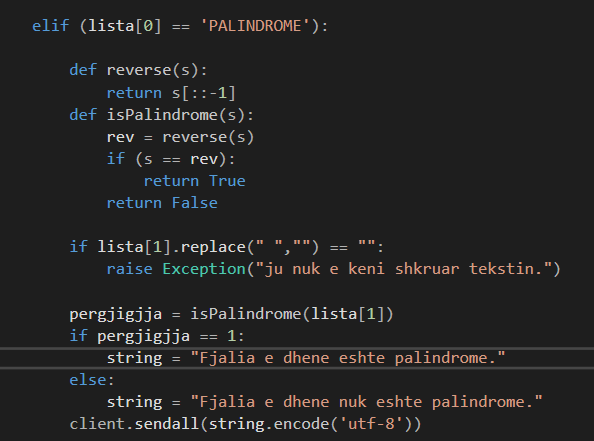 elif (lista[0] == 'PALINDROME'):
def reverse(s):
return s[::-1]
def isPalindrome(s):
rev = reverse(s)
if (s == rev):
return True
return False
if lista[1].replace(" ","") == "":
raise Exception("ju nuk e keni shkruar tekstin.")
pergjigjja = isPalindrome(lista[1])
if pergjigjja == 1:
string = "Fjalia e dhene eshte palindrome."
else:
string = "Fjalia e dhene nuk eshte palindrome."
client.sendall(string.encode('utf-8'))